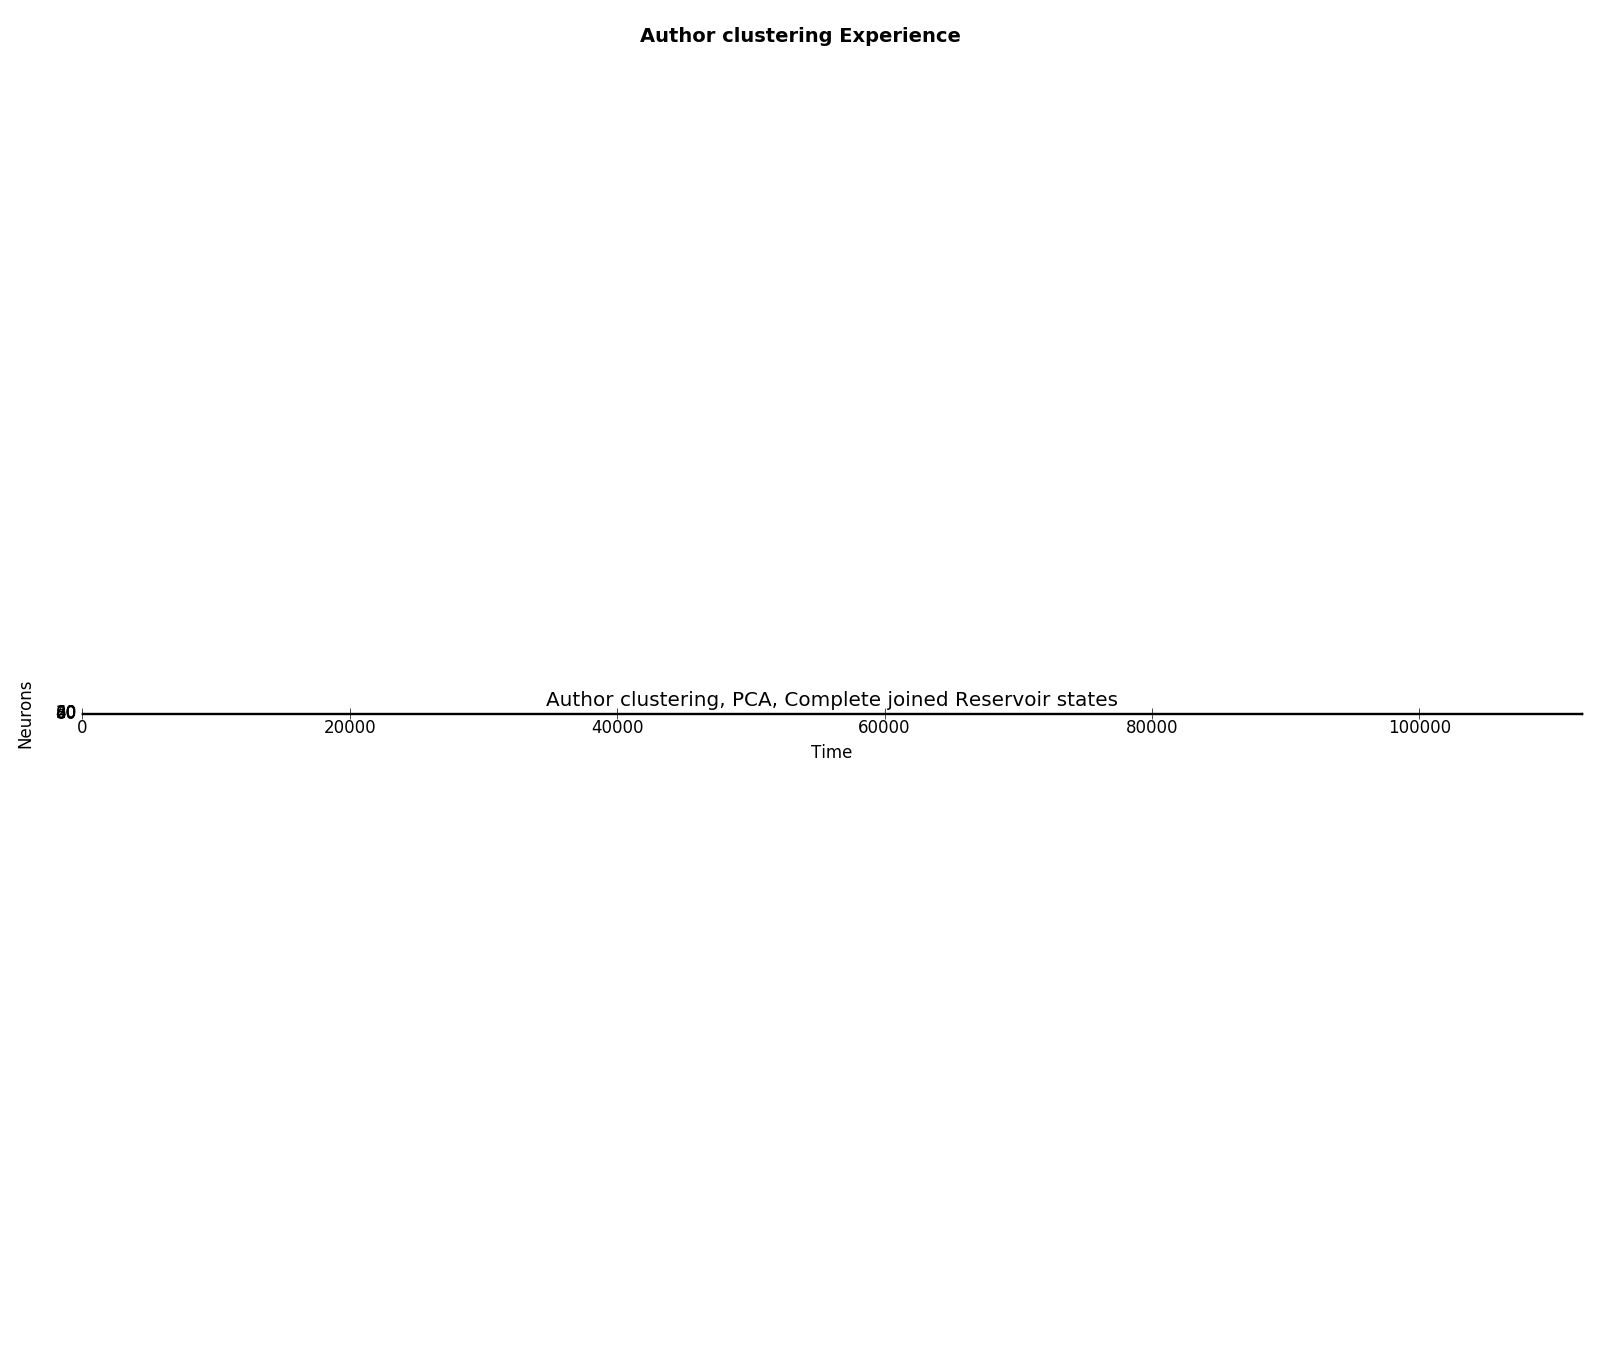 Author clustering Experience
Author clustering, PCA, Complete joined Reservoir states
Neurons
0 20000 40000 60000 80000 100000
Time